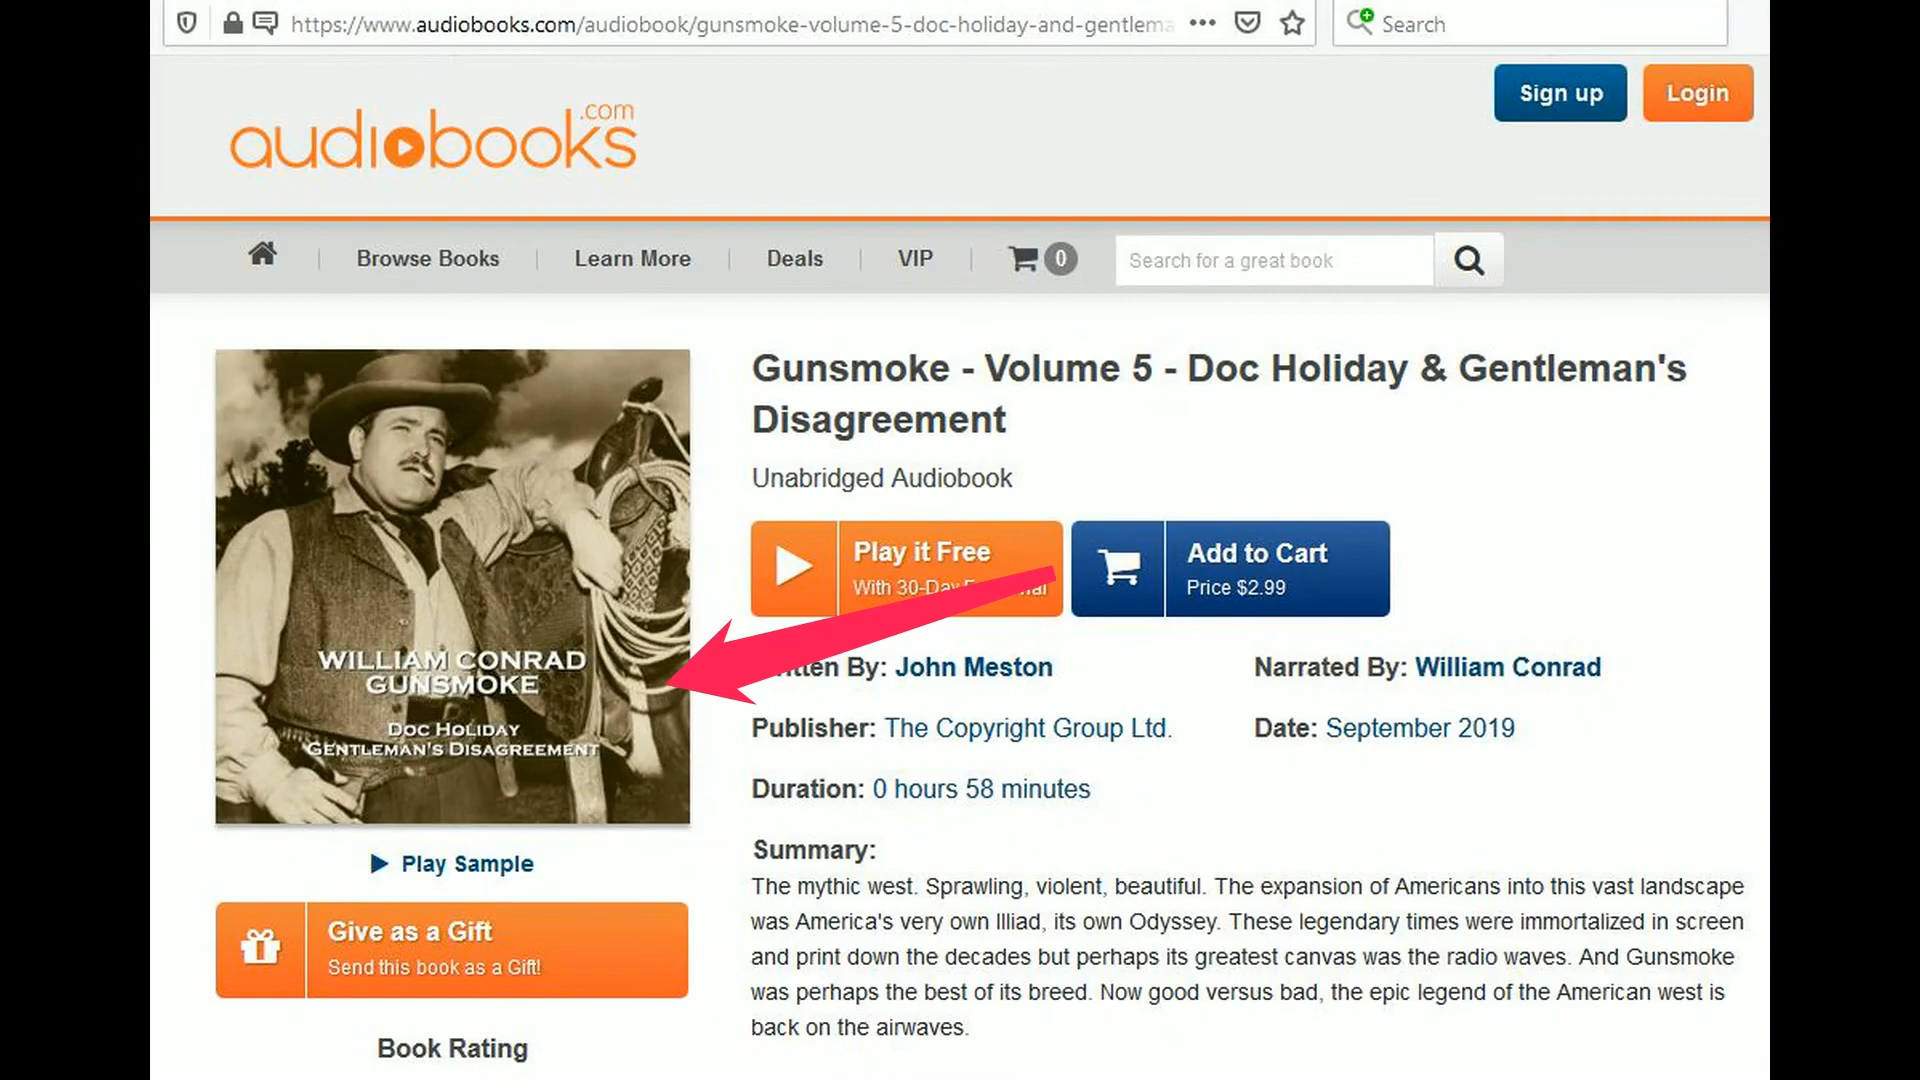 https://www.audiobooks.com/audiobook/gunsmoke-volume-5-doc-holiday-and-gentlema
Search
Sign up
Login
audiobooks.com
Browse Books
Learn More
Deals
VIP
0
Search for a great book
Gunsmoke - Volume 5 - Doc Holiday & Gentleman's
Disagreement
Unabridged Audiobook
Play it Free
With 30-Day
Add to Cart
Price $2.99
WILLIAM CONRAD
GUNSMOKE
DOC HOLIDAY
GENTLEMAN'S DISAGREEMENT
By: John Meston
Narrated By: William Conrad
Publisher: The Copyright Group Ltd.
Date: September 2019
Duration: 0 hours 58 minutes
Play Sample
Give as a Gift
Send this book as a Gift!
Book Rating
Summary:
The mythic west. Sprawling, violent, beautiful. The expansion of Americans into this vast landscape
was America's very own Illiad, its own Odyssey. These legendary times were immortalized in screen
and print down the decades but perhaps its greatest canvas was the radio waves. And Gunsmoke
was perhaps the best of its breed. Now good versus bad, the epic legend of the American west is
back on the airwaves.